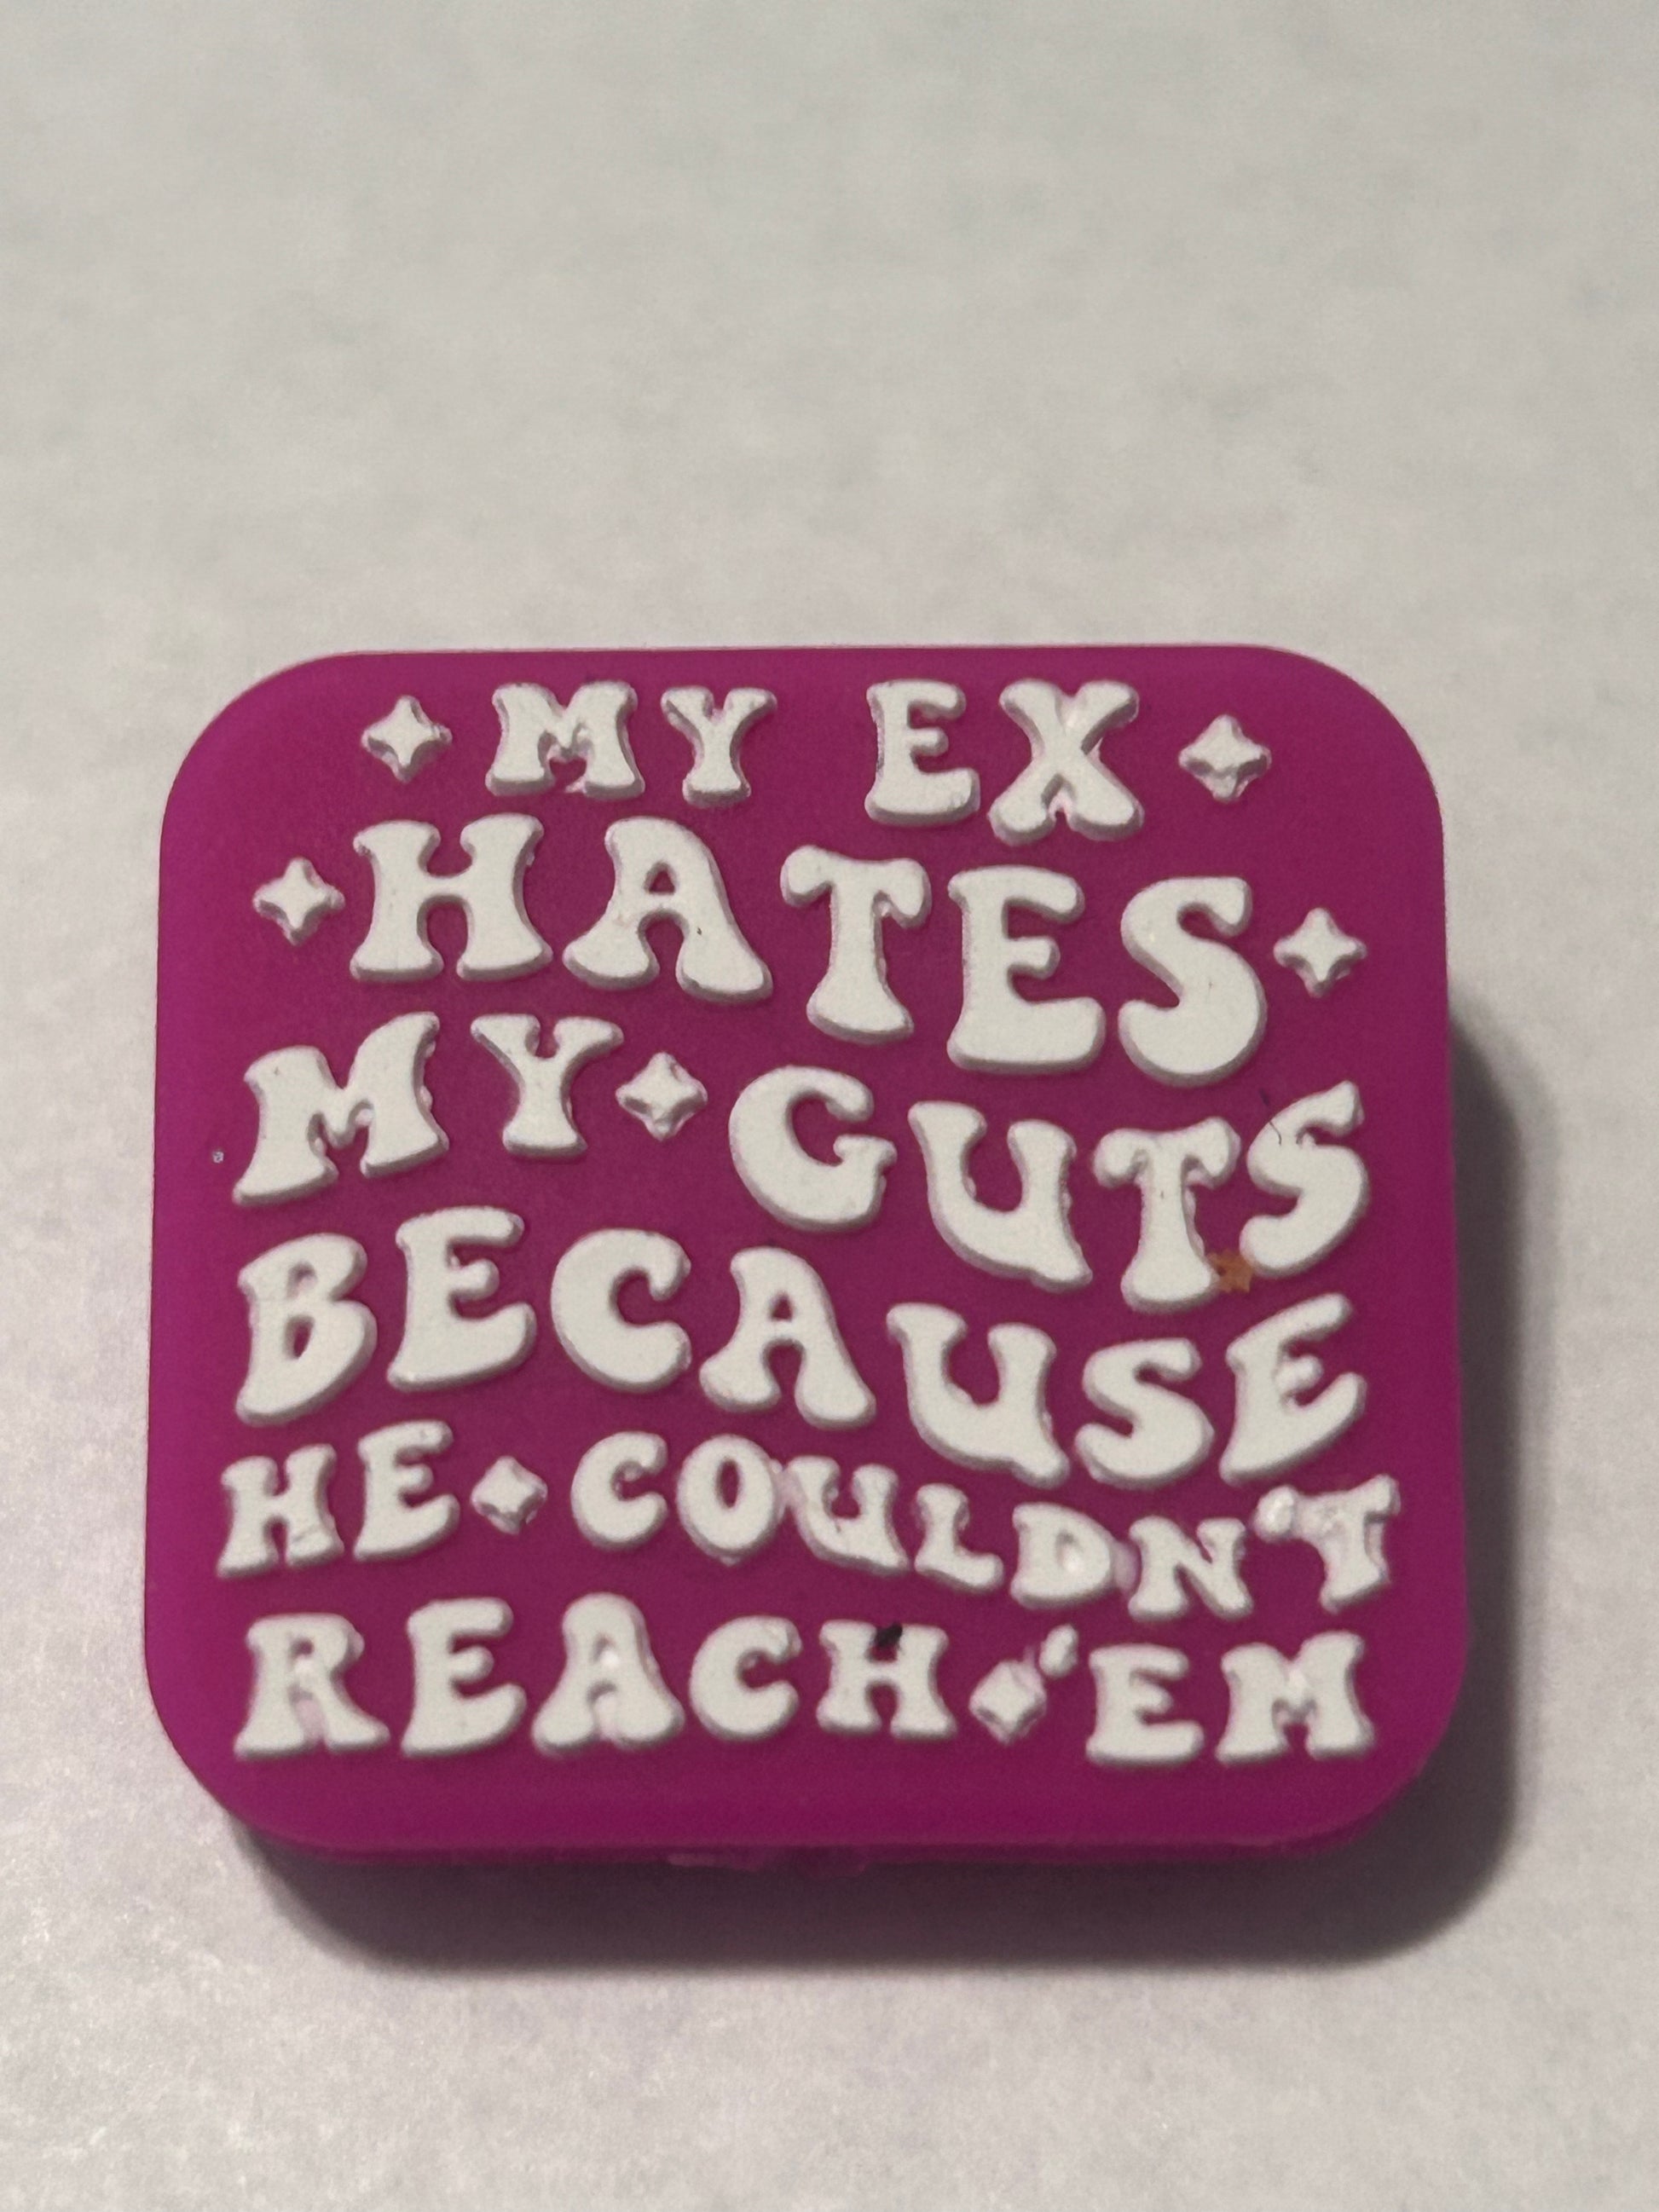 MY EX
HATES
MY GUTS
BECAUSE
HE COULDN'T
REACH 'EM